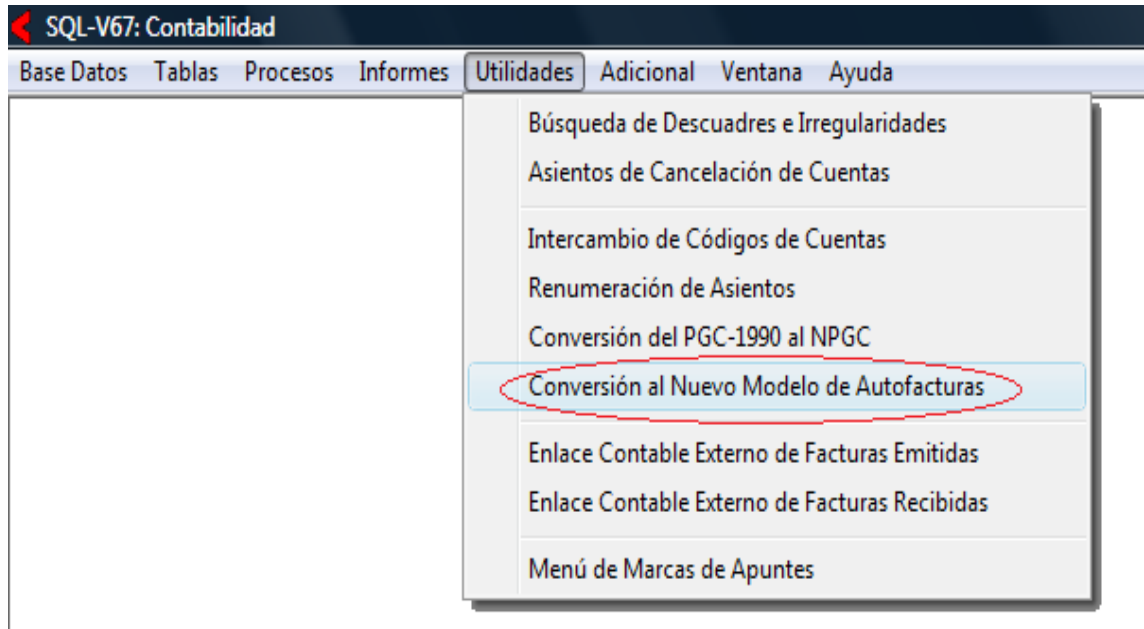 SQL-V67: Contabilidad
Base Datos Tablas Procesos Informes Utilidades Adicional Ventana Ayuda
Búsqueda de Descuadres e Irregularidades
Asientos de Cancelación de Cuentas
Intercambio de Códigos de Cuentas
Renumeración de Asientos
Conversión del PGC-1990 al NPGC
Conversión al Nuevo Modelo de Autofacturas
Enlace Contable Externo de Facturas Emitidas
Enlace Contable Externo de Facturas Recibidas
Menú de Marcas de Apuntes